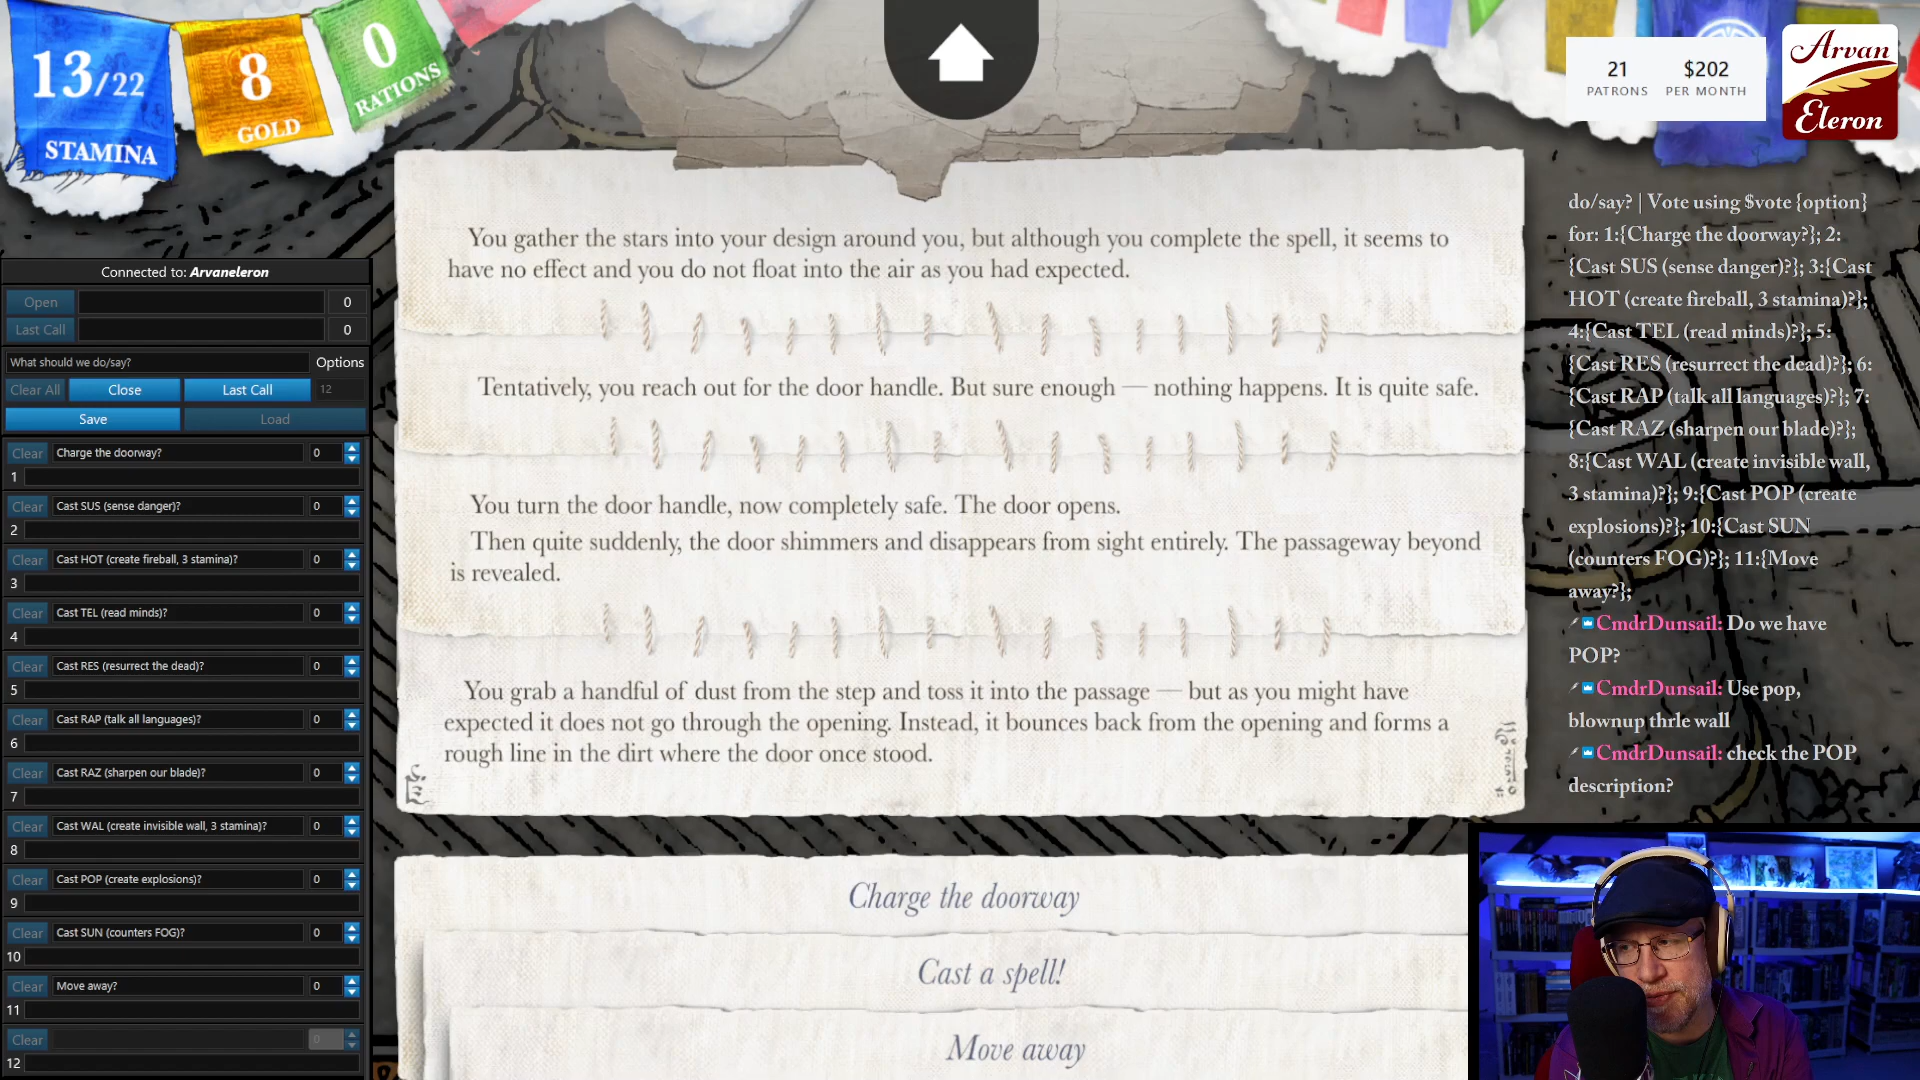 13/22
STAMINA
8
GOLD
0
RATIONS
21
PATRONS
$202
PER MONTH
Arvan
Eleron
Connected to: Arvaneleron
Open
0
Last Call
0
What should we do/say?
Options
Clear All
Close
Last Call
12
Save
Load
Clear
Charge the doorway?
0
1
Clear
Cast SUS (sense danger)?
0
2
Clear
Cast HOT (create fireball, 3 stamina)?
0
3
Clear
Cast TEL (read minds)?
0
4
Clear
Cast RES (resurrect the dead)?
0
5
Clear
Cast RAP (talk all languages)?
0
6
Clear
Cast RAZ (sharpen our blade)?
0
7
Clear
Cast WAL (create invisible wall, 3 stamina)?
0
8
Clear
Cast POP (create explosions)?
0
9
Clear
Cast SUN (counters FOG)?
0
10
Clear
Move away?
0
11
Clear
0
12
You gather the stars into your design around you, but although you complete the spell, it seems to
have no effect and you do not float into the air as you had expected.
Tentatively, you reach out for the door handle. But sure enough — nothing happens. It is quite safe.
You turn the door handle, now completely safe. The door opens.
Then quite suddenly, the door shimmers and disappears from sight entirely. The passageway beyond
is revealed.
You grab a handful of dust from the step and toss it into the passage — but as you might have
expected it does not go through the opening. Instead, it bounces back from the opening and forms a
rough line in the dirt where the door once stood.
Charge the doorway
Cast a spell!
Move away
do/say? | Vote using $vote {option}
for: 1:{Charge the doorway?}; 2:
{Cast SUS (sense danger)?}; 3:{Cast
HOT (create fireball, 3 stamina)?};
4:{Cast TEL (read minds)?}; 5:
{Cast RES (resurrect the dead)?}; 6:
{Cast RAP (talk all languages)?}; 7:
{Cast RAZ (sharpen our blade)?};
8:{Cast WAL (create invisible wall,
3 stamina)?}; 9:{Cast POP (create
explosions)?}; 10:{Cast SUN
(counters FOG)?}; 11:{Move
away?};
CmdrDunsail: Do we have
POP?
CmdrDunsail: Use pop,
blownup thrle wall
CmdrDunsail: check the POP
description?